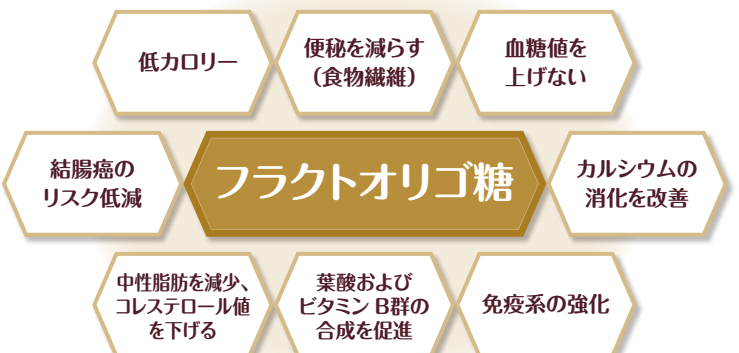 低カロリー
便秘を減らす
（食物繊維）
血糖値を
上げない
結腸癌の
リスク低減
フラクトオリゴ糖
カルシウムの
消化を改善
中性脂肪を減少、
コレステロール値
を下げる
葉酸および
ビタミン B群の
合成を促進
免疫系の強化